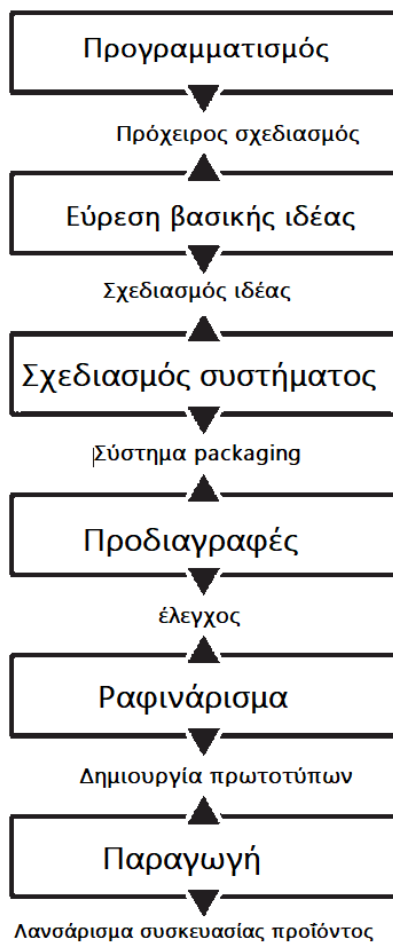 Προγραμματισμός
Πρόχειρος σχεδιασμός
Εύρεση βασικής ιδέας
Σχεδιασμός ιδέας
Σχεδιασμός συστήματος
Σύστημα packaging
Προδιαγραφές
έλεγχος
Ραφινάρισμα
Δημιουργία πρωτοτύπων
Παραγωγή
Λανσάρισμα συσκευασίας προϊόντος